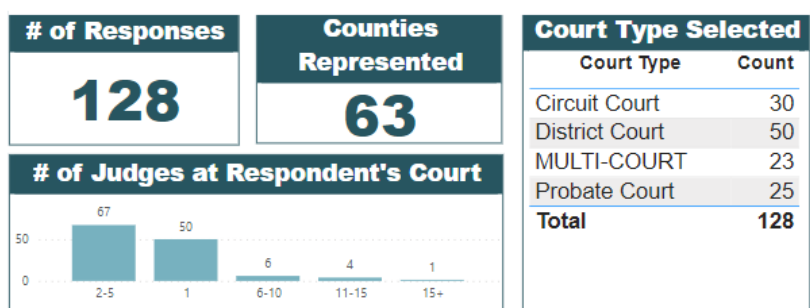 # of Responses
128
Counties
Represented
63
# of Judges at Respondent's Court
67
50
6
4
1
50
0
2-5
1
6-10
11-15
15+
Court Type Selected
Court Type Count
Circuit Court 30
District Court 50
MULTI-COURT 23
Probate Court 25
Total 128